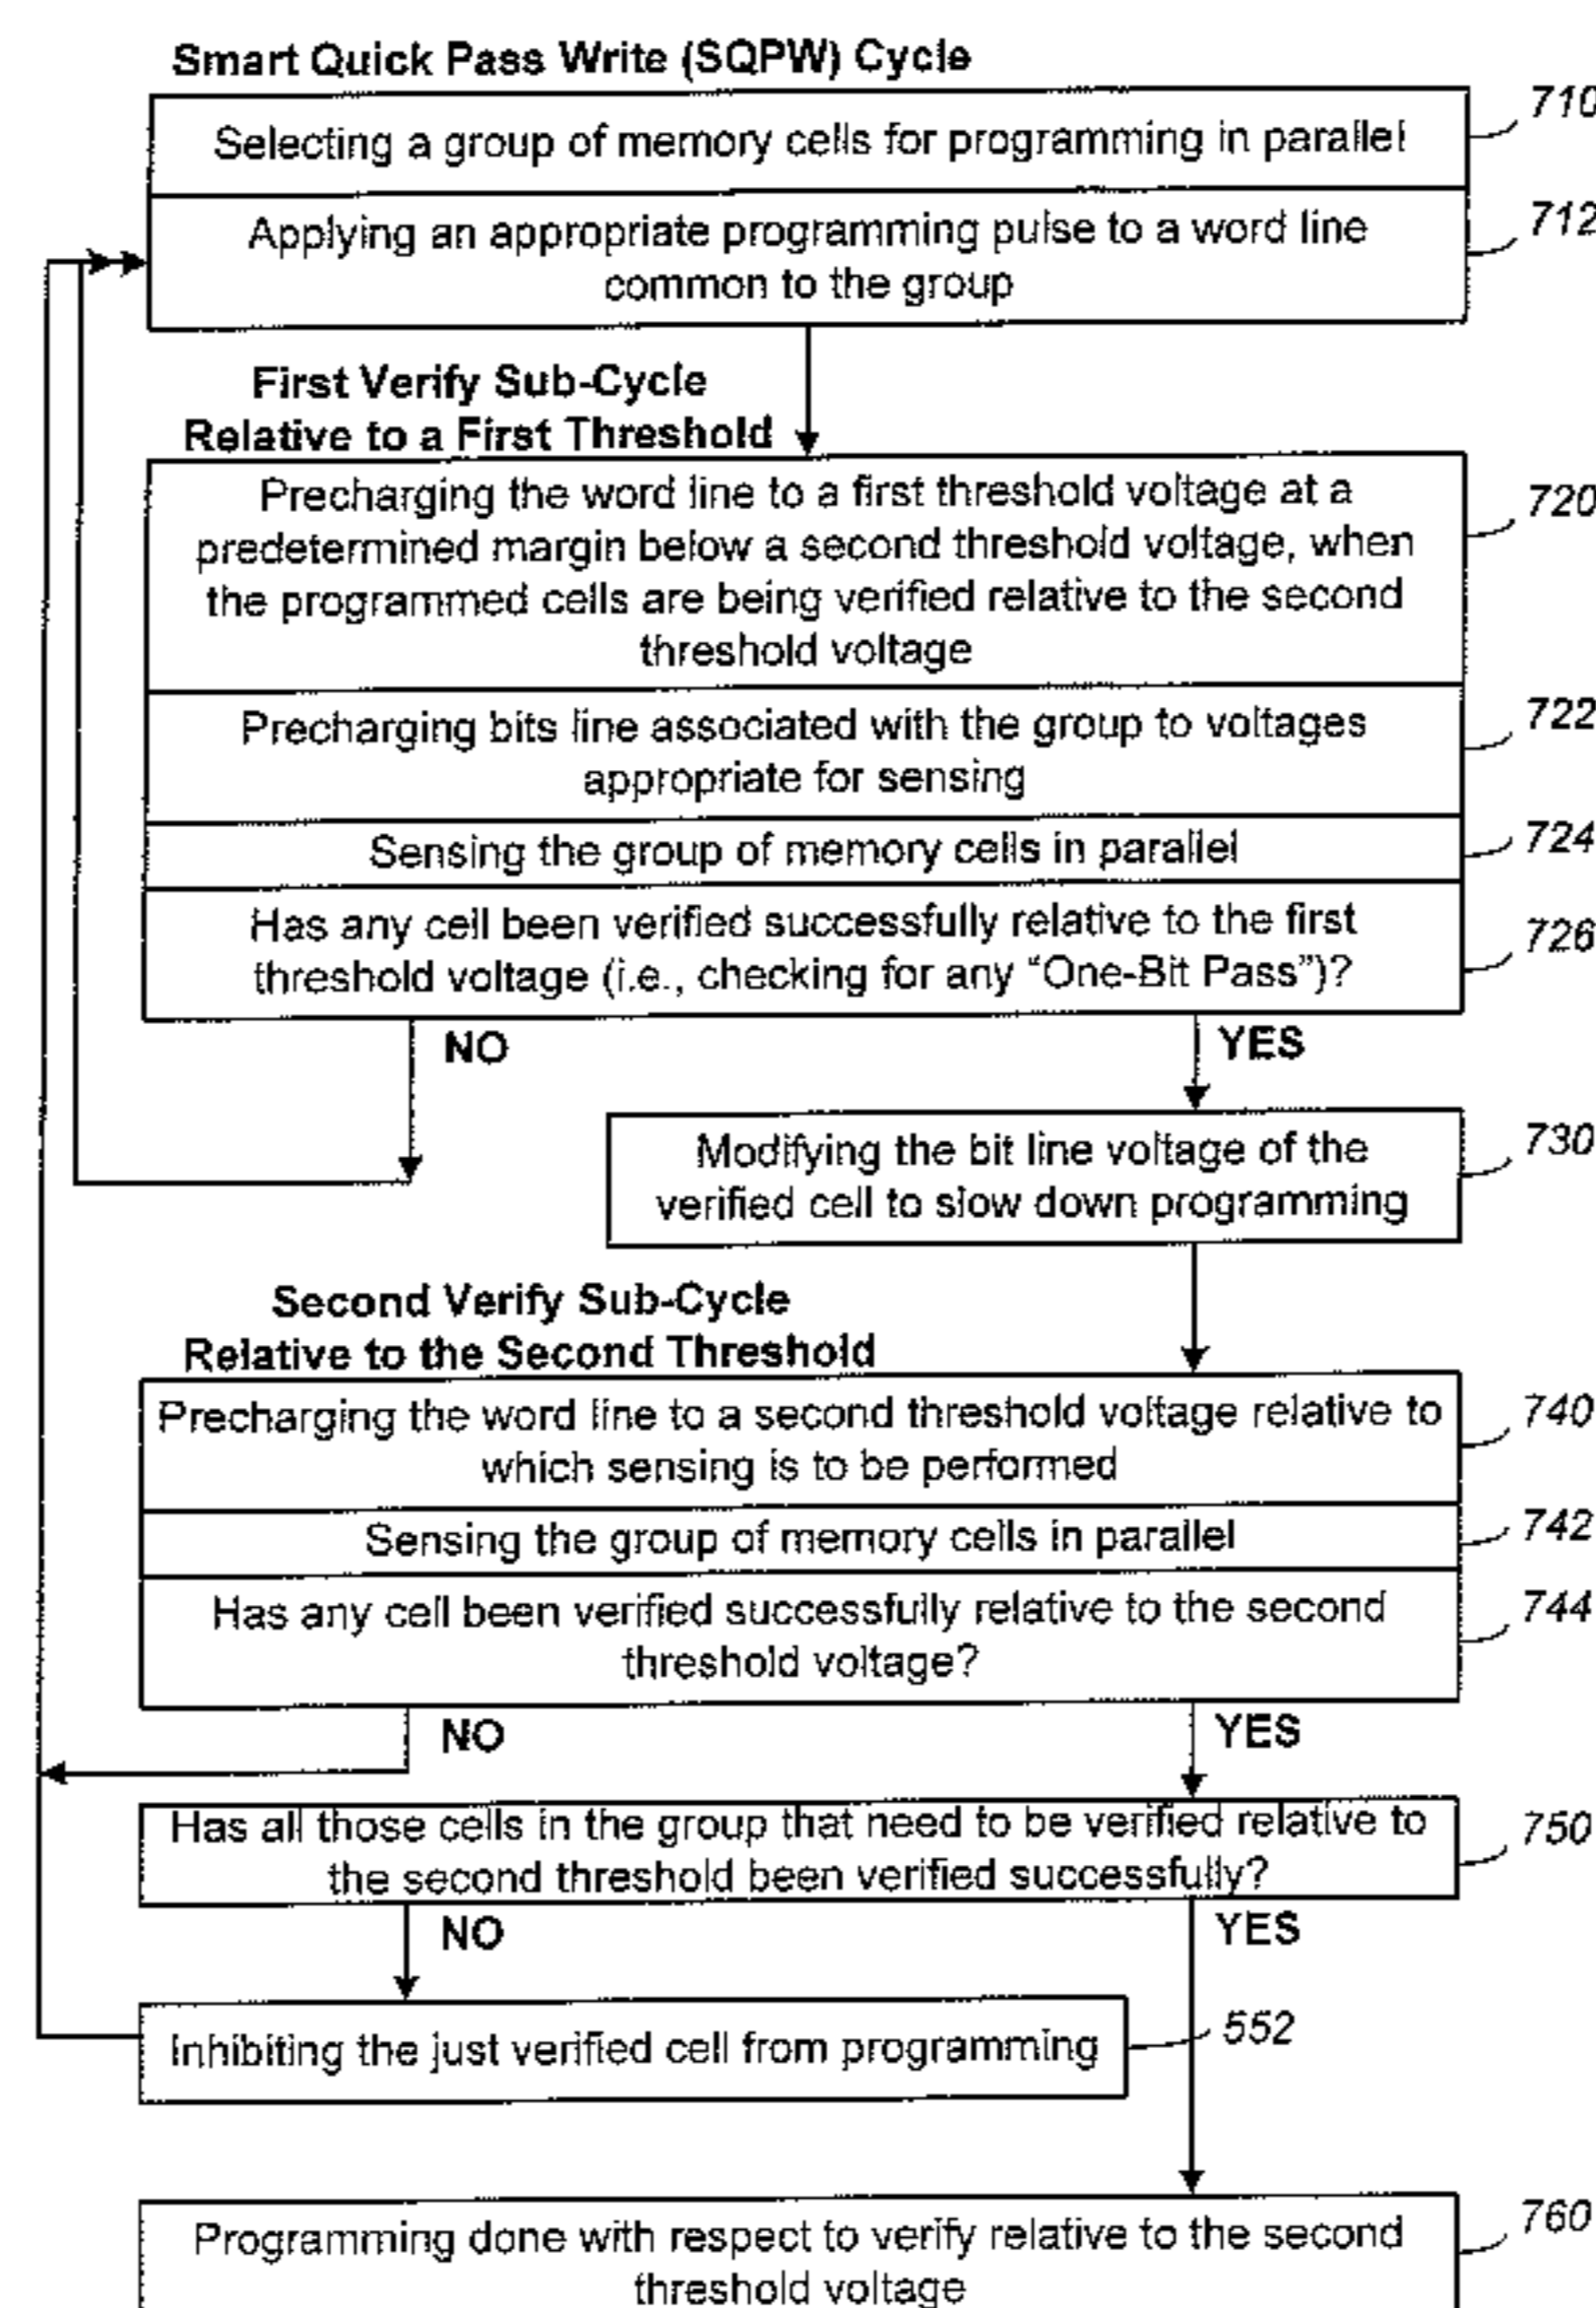 Smart Quick Pass Write (SQPW) Cycle
Selecting a group of memory cells for programming in parallel
710
Applying an appropriate programming pulse to a word line
common to the group
712
First Verify Sub-Cycle
Relative to a First Threshold
Precharging the word line to a first threshold voltage at a
predetermined margin below a second threshold voltage, when
the programmed cells are being verified relative to the second
threshold voltage
720
Precharging bits line associated with the group to voltages
appropriate for sensing
722
Sensing the group of memory cells in parallel
724
Has any cell been verified successfully relative to the first
threshold voltage (i.e., checking for any “One-Bit Pass”)?
726
NO
YES
Modifying the bit line voltage of the
verified cell to slow down programming
730
Second Verify Sub-Cycle
Relative to the Second Threshold
Precharging the word line to a second threshold voltage relative to
which sensing is to be performed
740
Sensing the group of memory cells in parallel
742
Has any cell been verified successfully relative to the second
threshold voltage?
744
NO
YES
Has all those cells in the group that need to be verified relative to
the second threshold been verified successfully?
750
NO
YES
Inhibiting the just verified cell from programming
552
Programming done with respect to verify relative to the second
threshold voltage
760